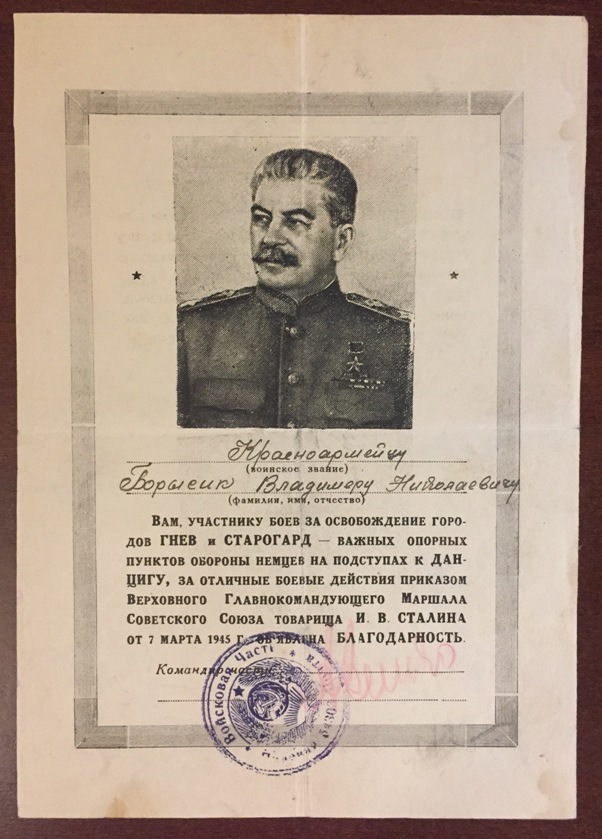 Красноармейцу
(воинское звание)
Борысик Владимиру Николаевичу
(фамилия, имя, отчество)
Вам, участнику боев за освобождение горо-
дов ГНЕВ и СТАРОГАРД — важных опорных
пунктов обороны немцев на подступах к ДАН-
ЦИГУ, за отличные боевые действия приказом
Верховного Главнокомандующего Маршала
Советского Союза товарища И. В. СТАЛИНА
от 7 марта 1945 г. об'явлена БЛАГОДАРНОСТЬ.
Командир части
Войсковая Часть